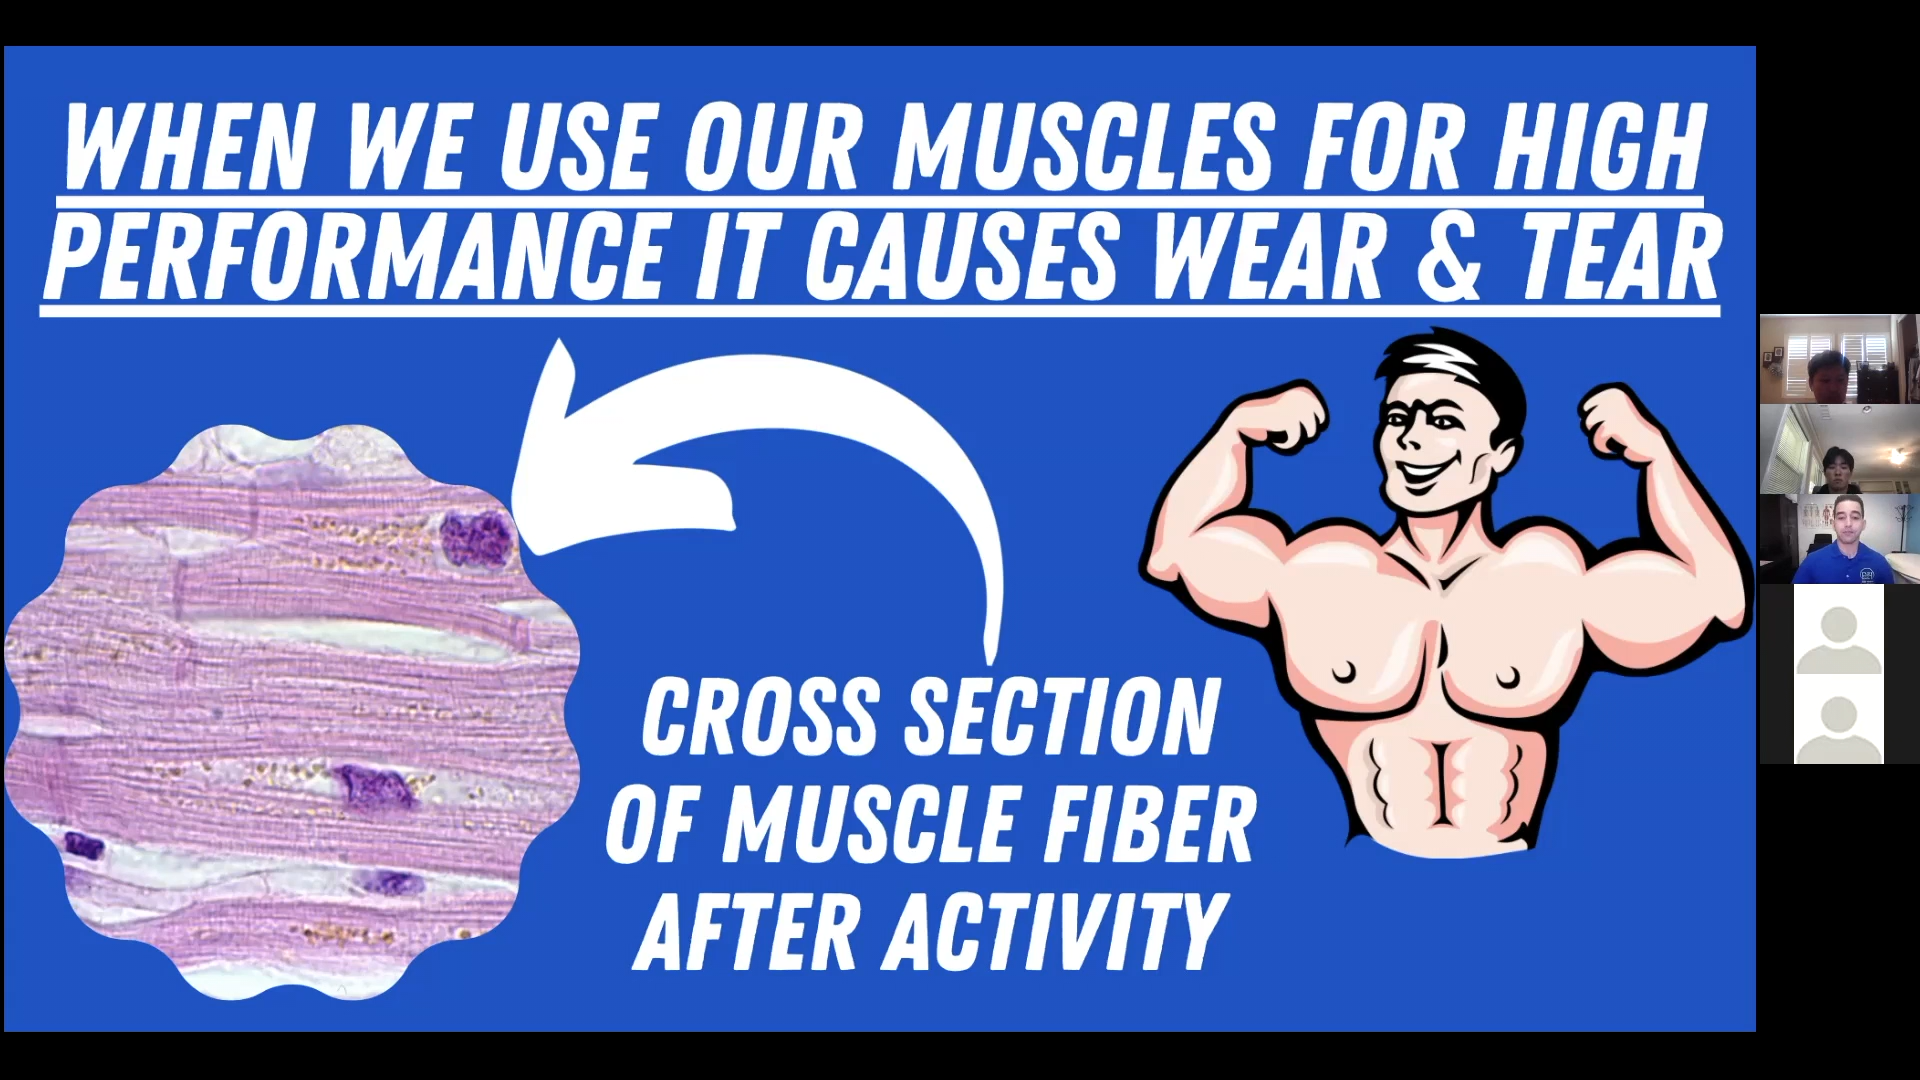 WHEN WE USE OUR MUSCLES FOR HIGH
PERFORMANCE IT CAUSES WEAR & TEAR
CROSS SECTION
OF MUSCLE FIBER
AFTER ACTIVITY